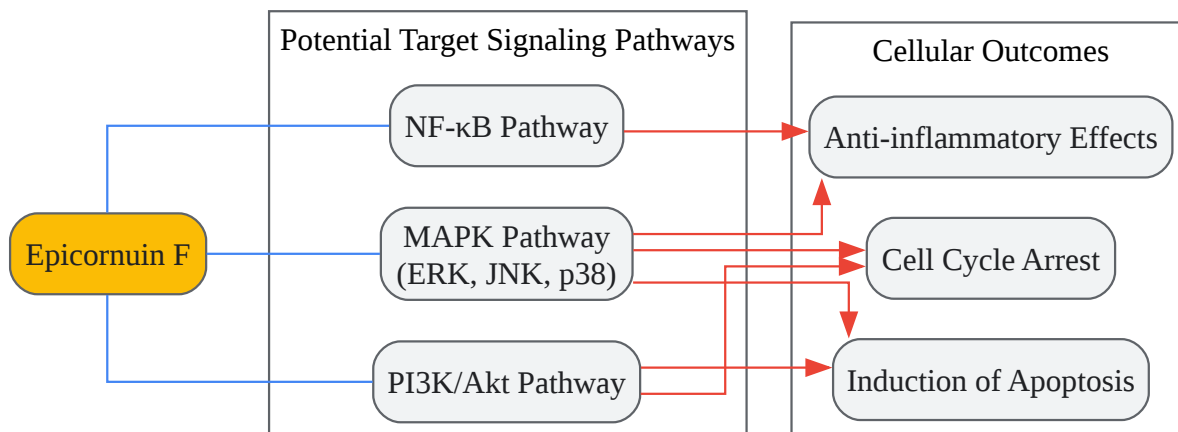 Potential Target Signaling Pathways
Cellular Outcomes
NF-κB Pathway
Anti-inflammatory Effects
Epicornuin F
MAPK Pathway
(ERK, JNK, p38)
Cell Cycle Arrest
PI3K/Akt Pathway
Induction of Apoptosis